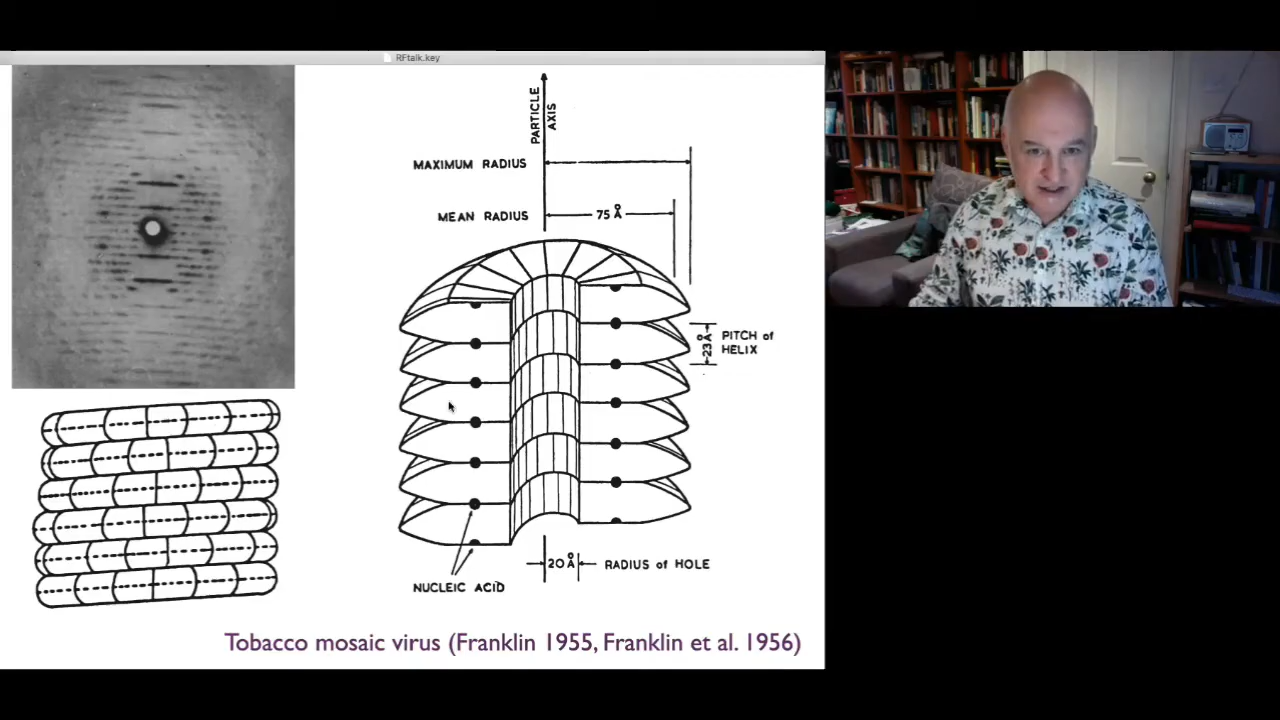 RFtalk.key
PARTICLE
AXIS
MAXIMUM RADIUS
MEAN RADIUS
75 Å
23 Å
PITCH of
HELIX
20 Å
RADIUS of HOLE
NUCLEIC ACID
Tobacco mosaic virus (Franklin 1955, Franklin et al. 1956)